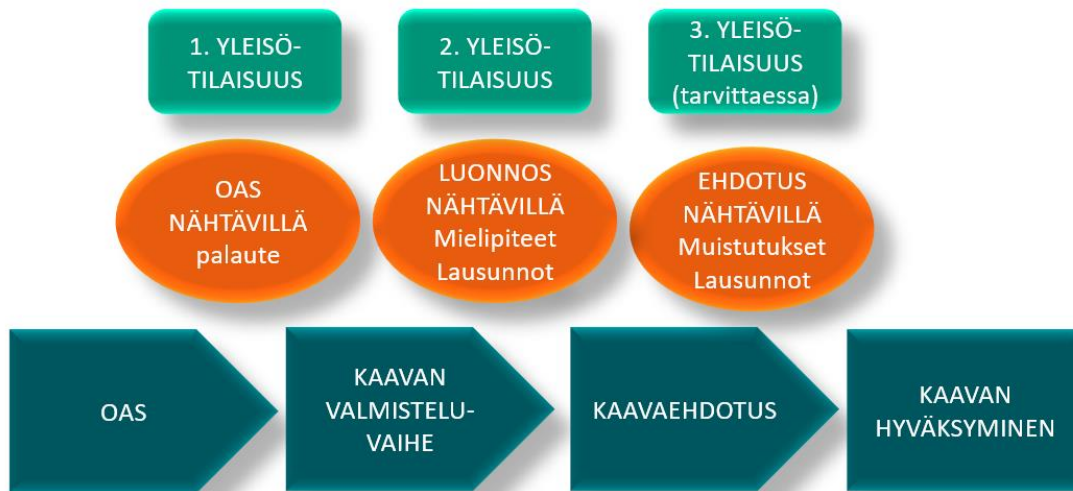 1. YLEISÖ-
TILAISUUS
2. YLEISÖ-
TILAISUUS
3. YLEISÖ-
TILAISUUS
(tarvittaessa)
OAS
NÄHTÄVILLÄ
palaute
LUONNOS
NÄHTÄVILLÄ
Mielipiteet
Lausunnot
EHDOTUS
NÄHTÄVILLÄ
Muistutukset
Lausunnot
OAS
KAAVAN
VALMISTELU-
VAIHE
KAAVAEHDOTUS
KAAVAN
HYVÄKSYMINEN